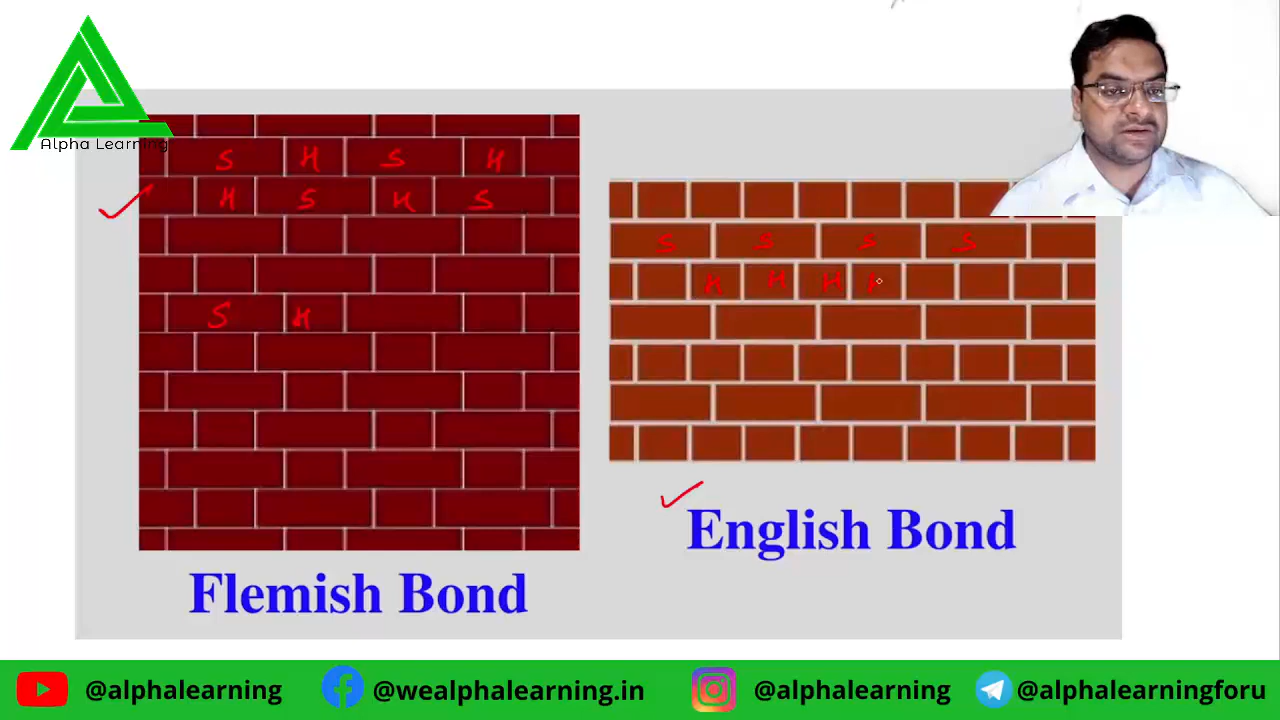 Alpha Learning
S H S H
H S H S
S H
S S S S
H H H
English Bond
Flemish Bond
@alphalearning @wealphalearning.in @alphalearning @alphalearningforu